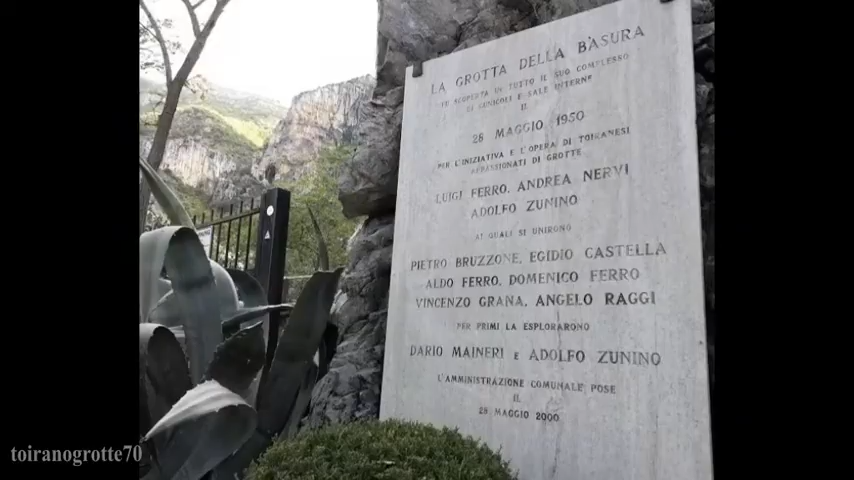 LA GROTTA DELLA BÀSURA
FU SCOPERTA IN TUTTO IL SUO COMPLESSO
DI CUNICOLI E SALE INTERNE
IL
28 MAGGIO 1950
PER L'INIZIATIVA E L'OPERA DI TOIRANESI
APPASSIONATI DI GROTTE
LUIGI FERRO, ANDREA NERVI
ADOLFO ZUNINO
AI QUALI SI UNIRONO
PIETRO BRUZZONE, EGIDIO CASTELLA
ALDO FERRO, DOMENICO FERRO
VINCENZO GRANA, ANGELO RAGGI
PER PRIMI LA ESPLORARONO
DARIO MAINERI E ADOLFO ZUNINO
L'AMMINISTRAZIONE COMUNALE POSE
IL
28 MAGGIO 2000
toiranogrotte70